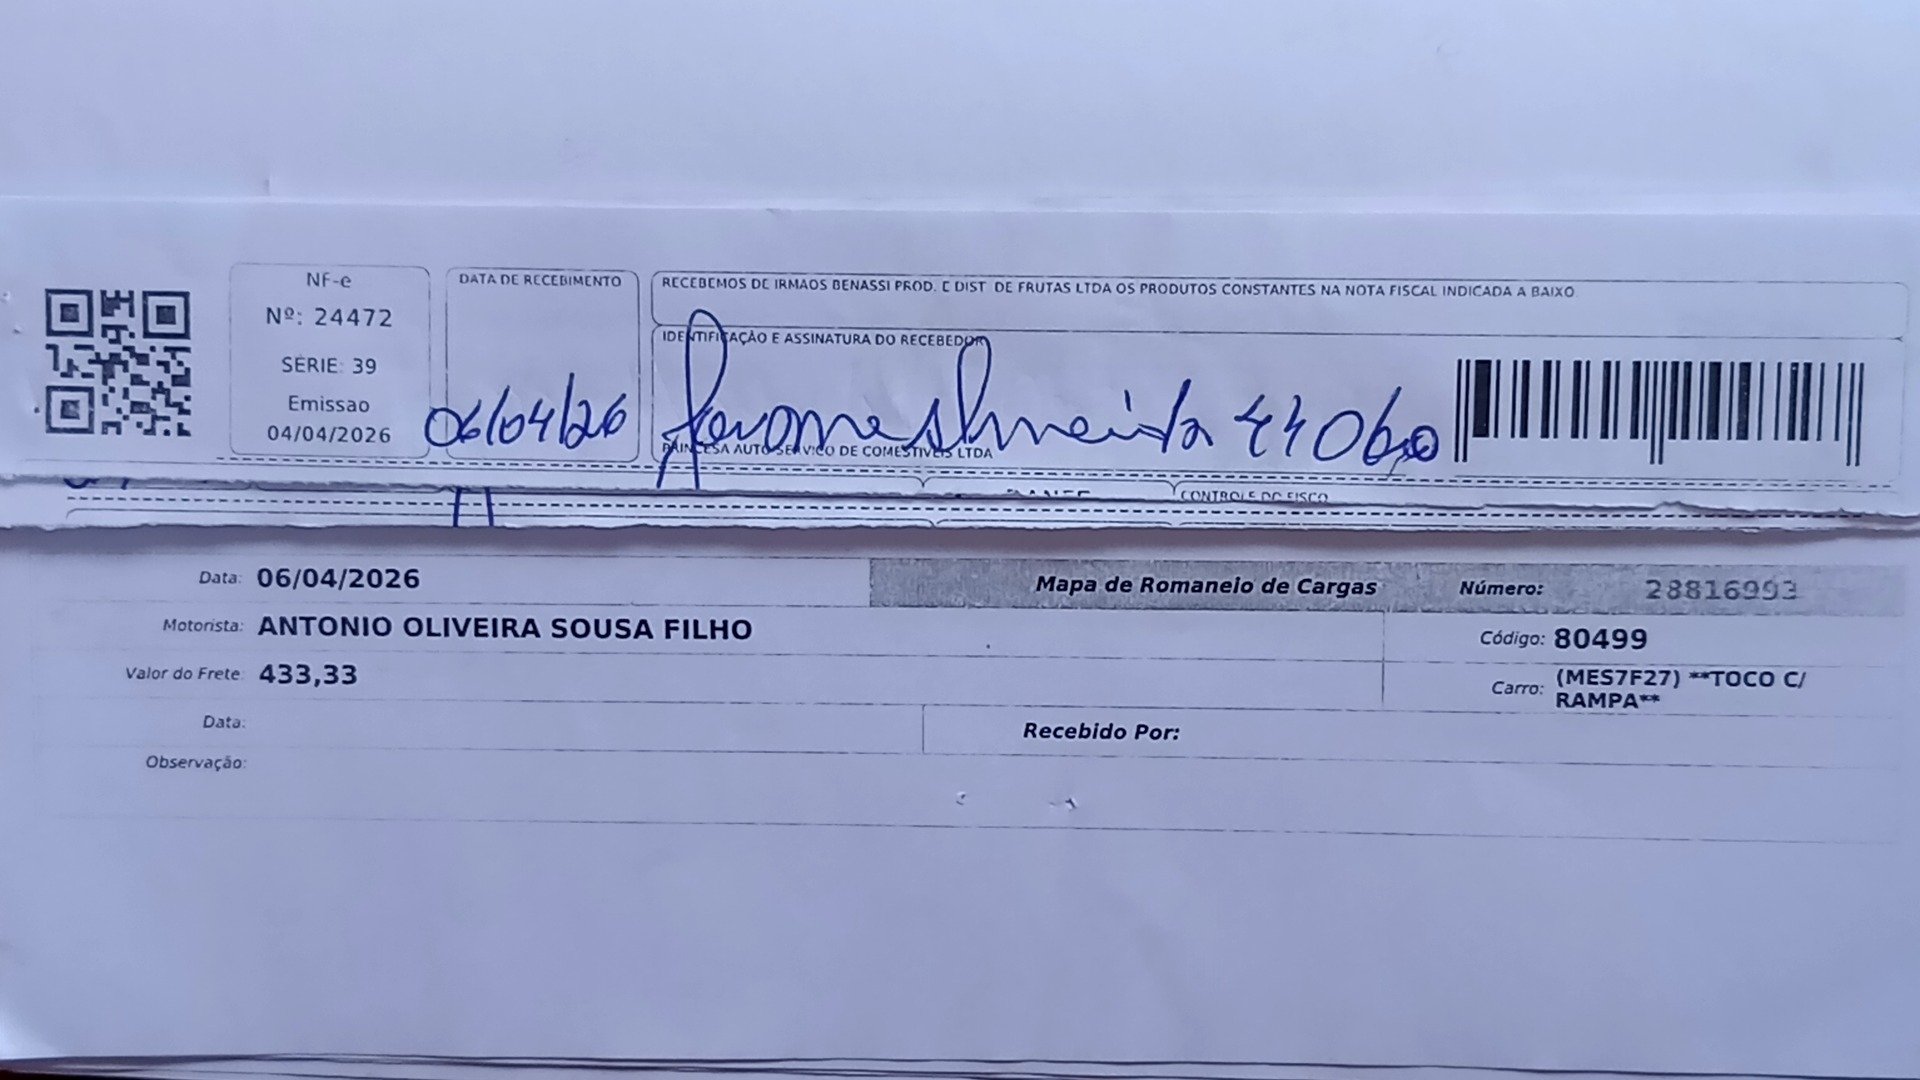 NF-e
Nº: 24472
SERIE: 39
Emissao
04/04/2026
DATA DE RECEBIMENTO
06/04/26
RECEBEMOS DE IRMAOS BENASSI PROD. E DIST. DE FRUTAS LTDA OS PRODUTOS CONSTANTES NA NOTA FISCAL INDICADA A BAIXO.
IDENTIFICAÇÃO E ASSINATURA DO RECEBEDOR
Almeida
PRINCESA AUTO SERVICO DE COMESTIVEIS LTDA
CONTROLE DO FISCO
Data: 06/04/2026 Mapa de Romaneio de Cargas Número: 28816993
Motorista: ANTONIO OLIVEIRA SOUSA FILHO Código: 80499
Valor do Frete: 433,33 Carro: (MES7F27) **TOCO C/
RAMPA**
Data: Recebido Por:
Observação: